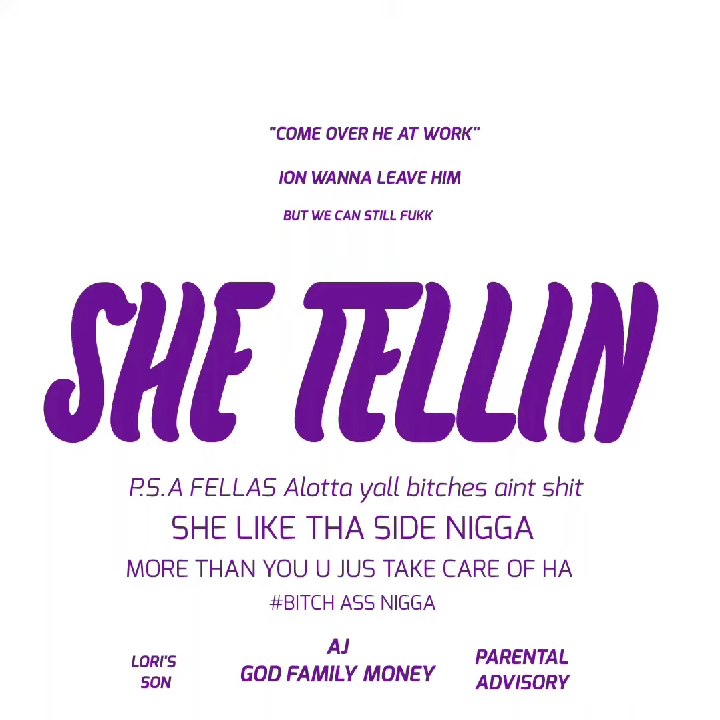 "COME OVER HE AT WORK"
ION WANNA LEAVE HIM
BUT WE CAN STILL FUKK
SHE TELLIN
P.S.A FELLAS Alotta yall bitches aint shit
SHE LIKE THA SIDE NIGGA
MORE THAN YOU U JUS TAKE CARE OF HA
#BITCH ASS NIGGA
LORI'S
SON
AJ
GOD FAMILY MONEY
PARENTAL
ADVISORY